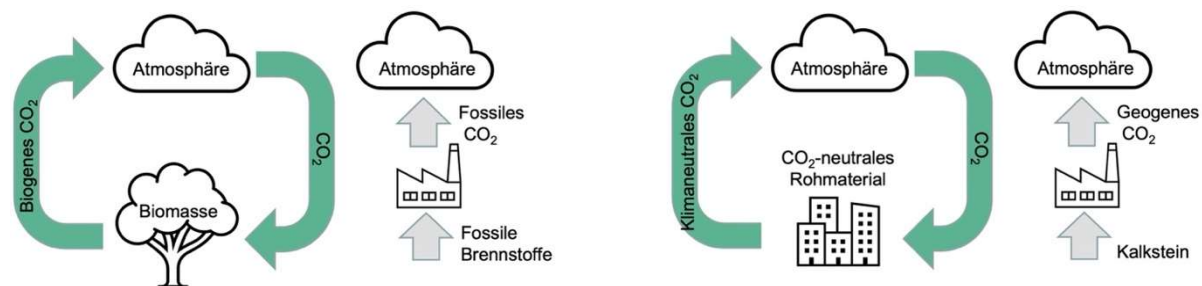 Biogenes CO₂
Atmosphäre
CO₂
Biomasse
Atmosphäre
Fossiles
CO₂
Fossile
Brennstoffe
Klimaneutrales CO₂
Atmosphäre
CO₂
CO₂-neutrales
Rohmaterial
Atmosphäre
Geogenes
CO₂
Kalkstein